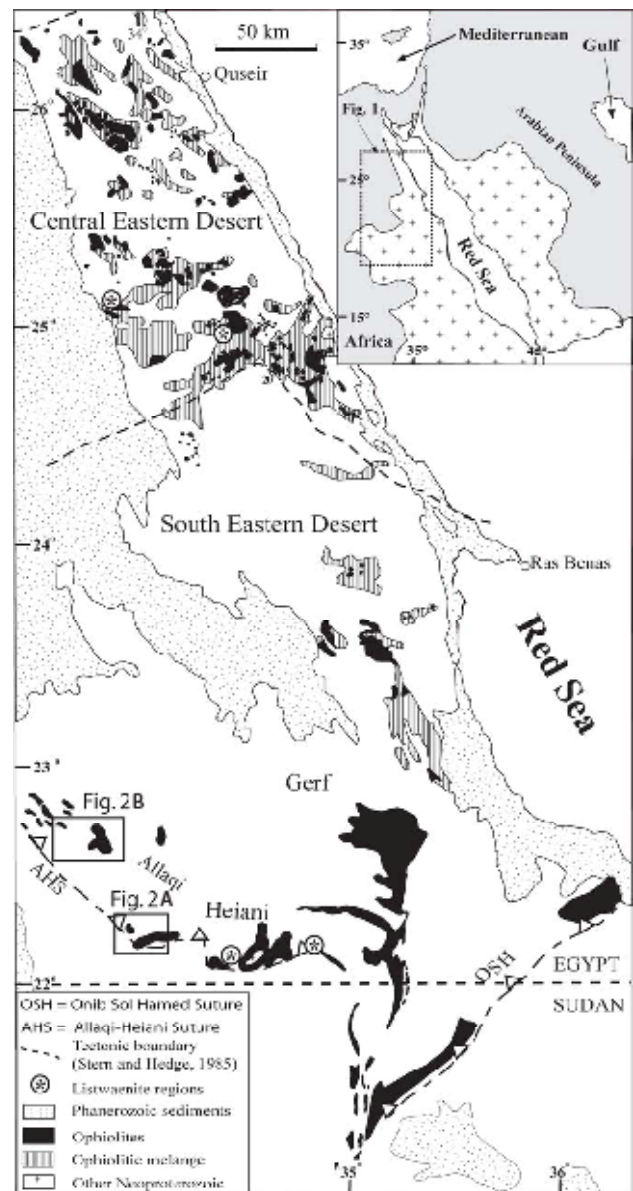 34°
50 km
Quseir
26°
Central Eastern Desert
25°
South Eastern Desert
24°
Ras Benas
Red Sea
23°
Gerf
Fig. 2B
Allaqi
AHS
Fig. 2A
Heiani
OSH
22°
EGYPT
SUDAN
35°
36°
35°
Mediterranean
Gulf
Fig. 1
25°
Arabian Peninsula
Red Sea
15°
Africa
35°
OSH = Onib Sol Hamed Suture
AHS = Allaqi-Heiani Suture
Tectonic boundary
(Stern and Hedge, 1985)
Listwaenite regions
Phanerozoic sediments
Ophiolites
Ophiolitic melange
Other Neoproterozoic